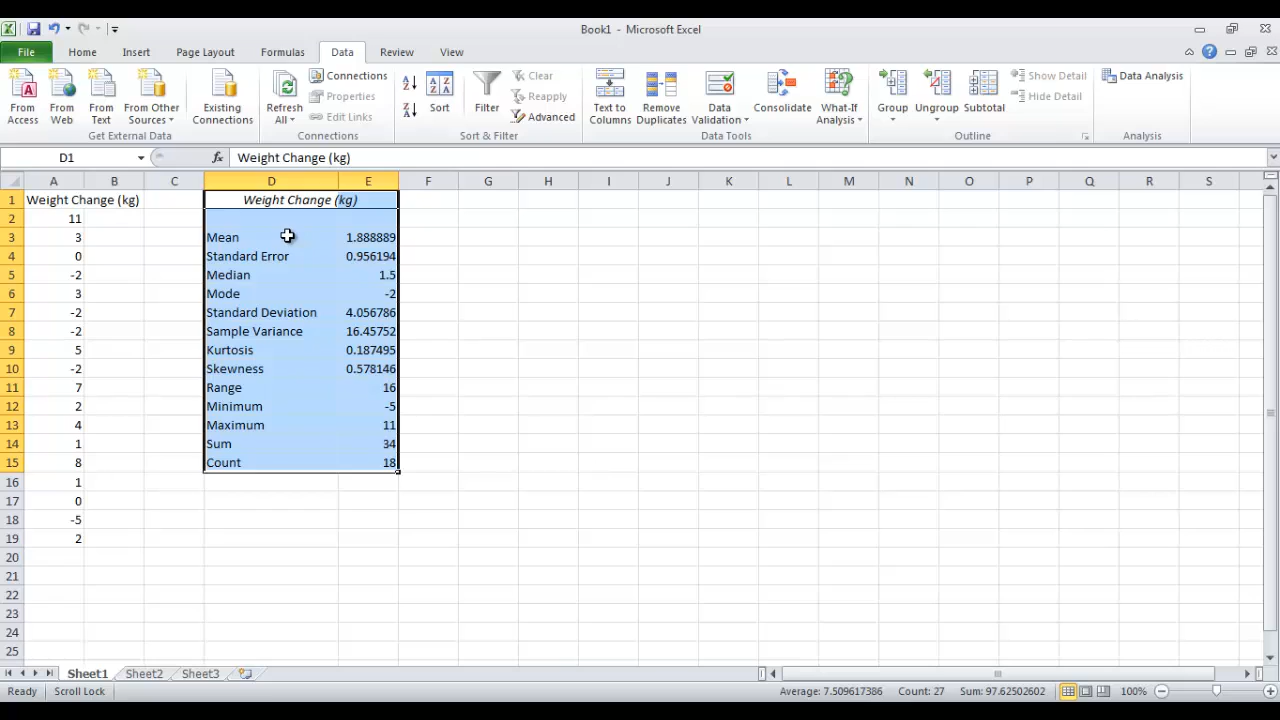 Book1 - Microsoft Excel
File Home Insert Page Layout Formulas Data Review View
From Access
From Web
From Text
From Other Sources
Existing Connections
Get External Data
Refresh All
Connections
Properties
Edit Links
Connections
Sort
Filter
Clear
Reapply
Advanced
Sort & Filter
Text to Columns
Remove Duplicates
Data Validation
Consolidate
What-If Analysis
Data Tools
Group
Ungroup
Subtotal
Show Detail
Hide Detail
Outline
Data Analysis
Analysis
D1 fx Weight Change (kg)
A B C D E F G H I J K L M N O P Q R S
1 Weight Change (kg) Weight Change (kg)
2 11
3 3 Mean 1.888889
4 0 Standard Error 0.956194
5 -2 Median 1.5
6 3 Mode -2
7 -2 Standard Deviation 4.056786
8 -2 Sample Variance 16.45752
9 5 Kurtosis 0.187495
10 -2 Skewness 0.578146
11 7 Range 16
12 2 Minimum -5
13 4 Maximum 11
14 1 Sum 34
15 8 Count 18
16 1
17 0
18 -5
19 2
20
21
22
23
24
25
Sheet1 Sheet2 Sheet3
Ready Scroll Lock Average: 7.509617386 Count: 27 Sum: 97.62502602 100%